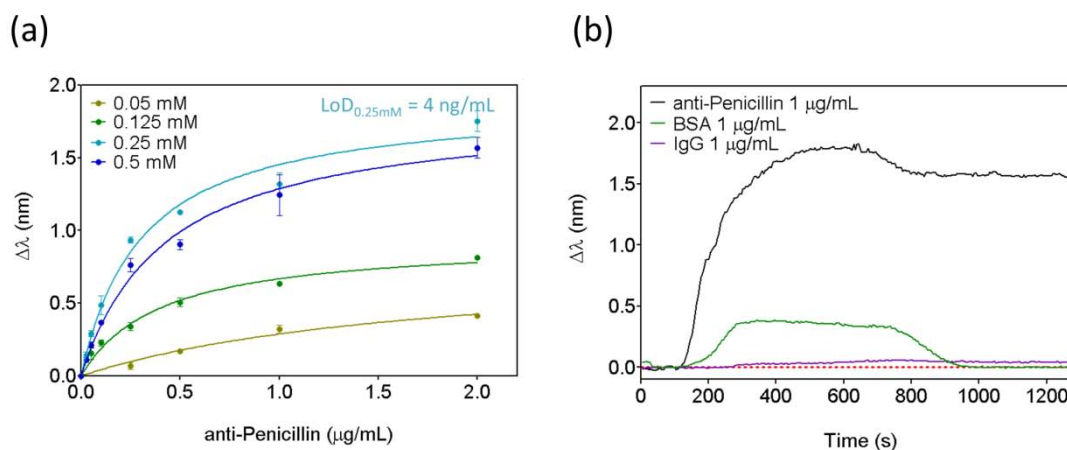 (a)
(b)
2.0
1.5
1.0
0.5
0.0
Δλ (nm)
0.05 mM
0.125 mM
0.25 mM
0.5 mM
LoD0.25mM = 4 ng/mL
0.0 0.5 1.0 1.5 2.0
anti-Penicillin (µg/mL)
2.0
1.5
1.0
0.5
0.0
Δλ (nm)
anti-Penicillin 1 µg/mL
BSA 1 µg/mL
IgG 1 µg/mL
0 200 400 600 800 1000 1200
Time (s)